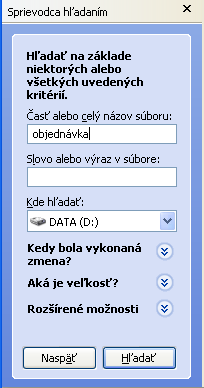 Sprievodca hľadaním
Hľadať na základe
niektorých alebo
všetkých uvedených
kritérií.
Časť alebo celý názov súboru:
objednávka
Slovo alebo výraz v súbore:
Kde hľadať:
DATA (D:)
Kedy bola vykonaná
zmena?
Aká je veľkosť?
Rozšírené možnosti
Naspäť
Hľadať